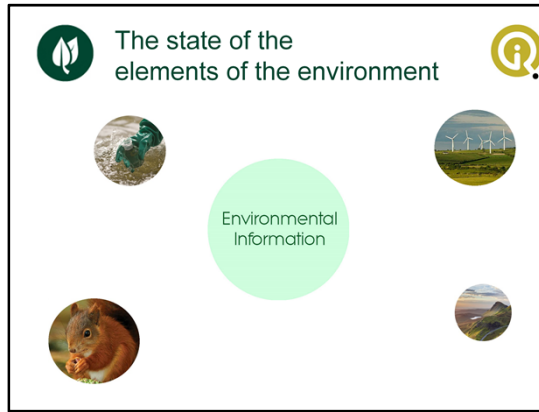 The state of the
elements of the environment
Environmental
Information